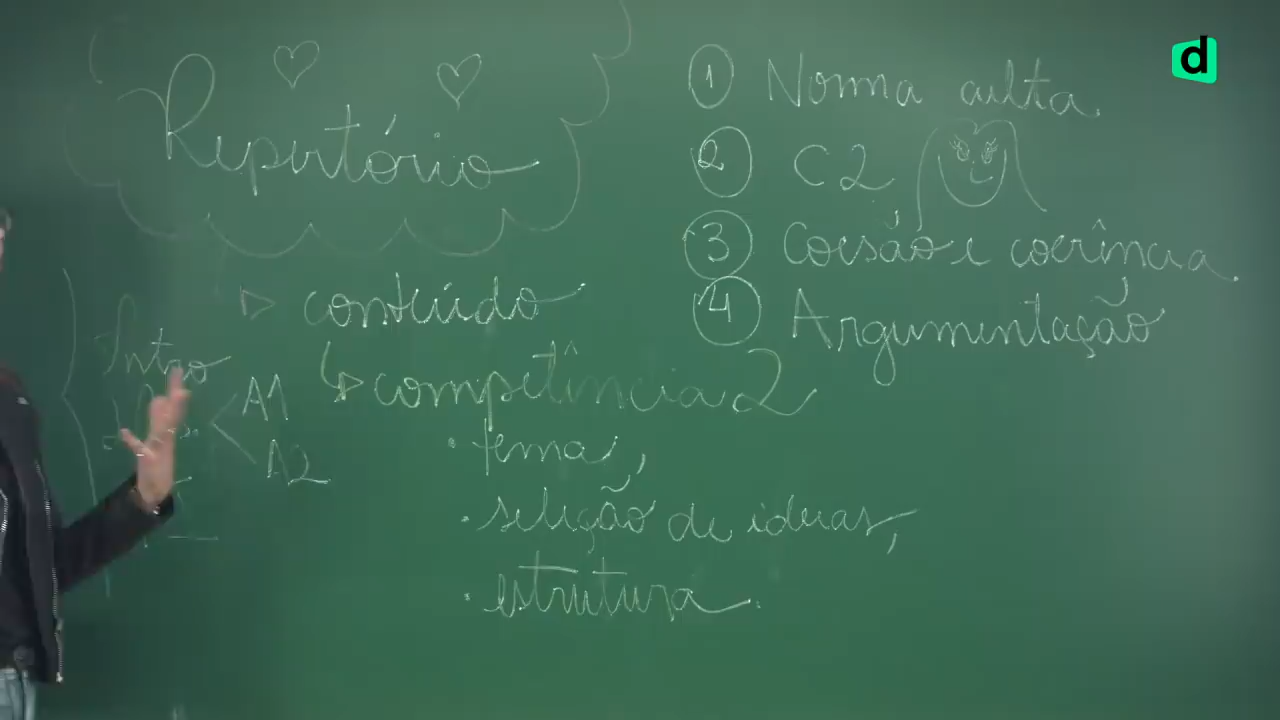 Repertório
conteúdo
competência 2
• tema,
• seleção de ideias,
• estrutura.
Intro
A1
A2
1 Norma culta.
2 C2
3 Coesão e coerência.
4 Argumentação
d